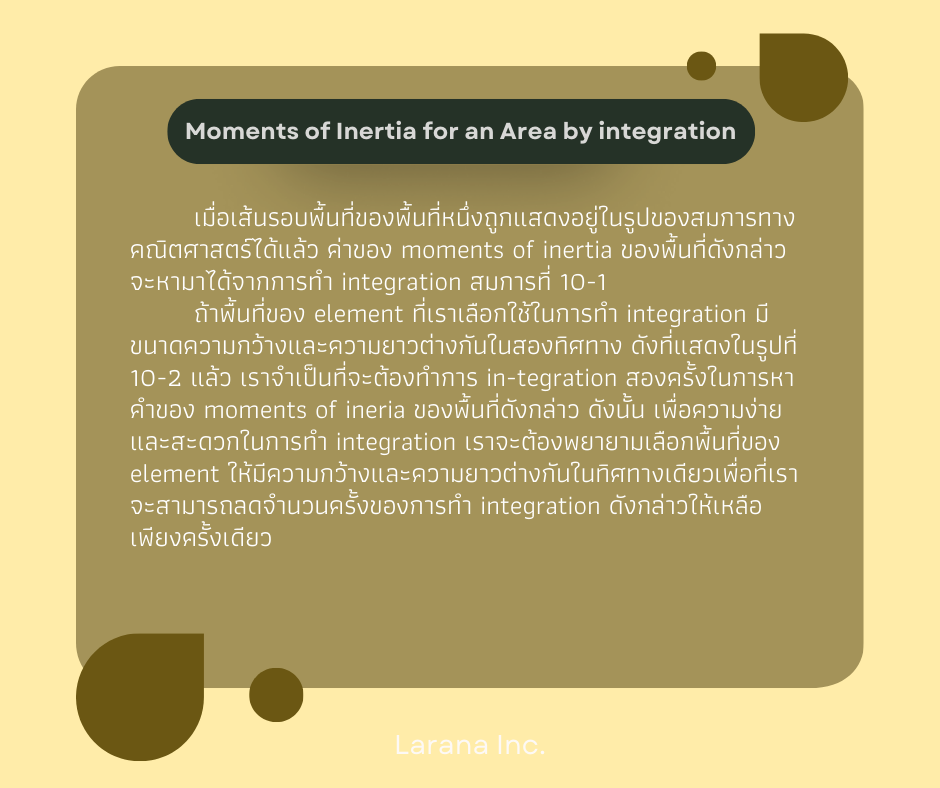 Moments of Inertia for an Area by integration
เมื่อเส้นรอบพื้นที่ของพื้นที่หนึ่งถูกแสดงอยู่ในรูปของสมการทาง
คณิตศาสตร์ได้แล้ว ค่าของ moments of inertia ของพื้นที่ดังกล่าว
จะหามาได้จากการทำ integration สมการที่ 10-1
ถ้าพื้นที่ของ element ที่เราเลือกใช้ในการทำ integration มี
ขนาดความกว้างและความยาวต่างกันในสองทิศทาง ดังที่แสดงในรูปที่
10-2 แล้ว เราจำเป็นที่จะต้องทำการ in-tegration สองครั้งในการหา
คำของ moments of ineria ของพื้นที่ดังกล่าว ดังนั้น เพื่อความง่าย
และสะดวกในการทำ integration เราจะต้องพยายามเลือกพื้นที่ของ
element ให้มีความกว้างและความยาวต่างกันในทิศทางเดียวเพื่อที่เรา
จะสามารถลดจำนวนครั้งของการทำ integration ดังกล่าวให้เหลือ
เพียงครั้งเดียว
Larana Inc.